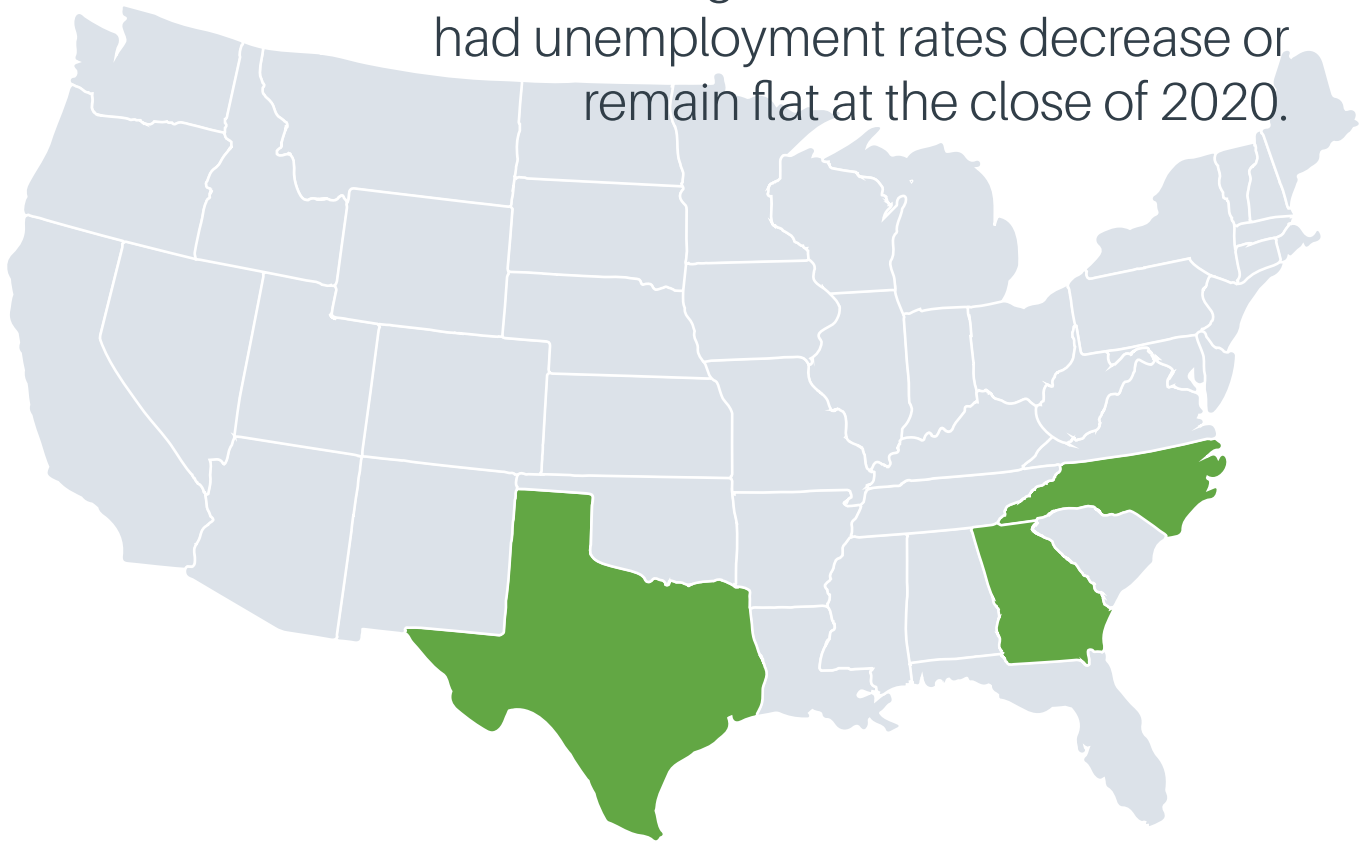 had unemployment rates decrease or
remain flat at the close of 2020.